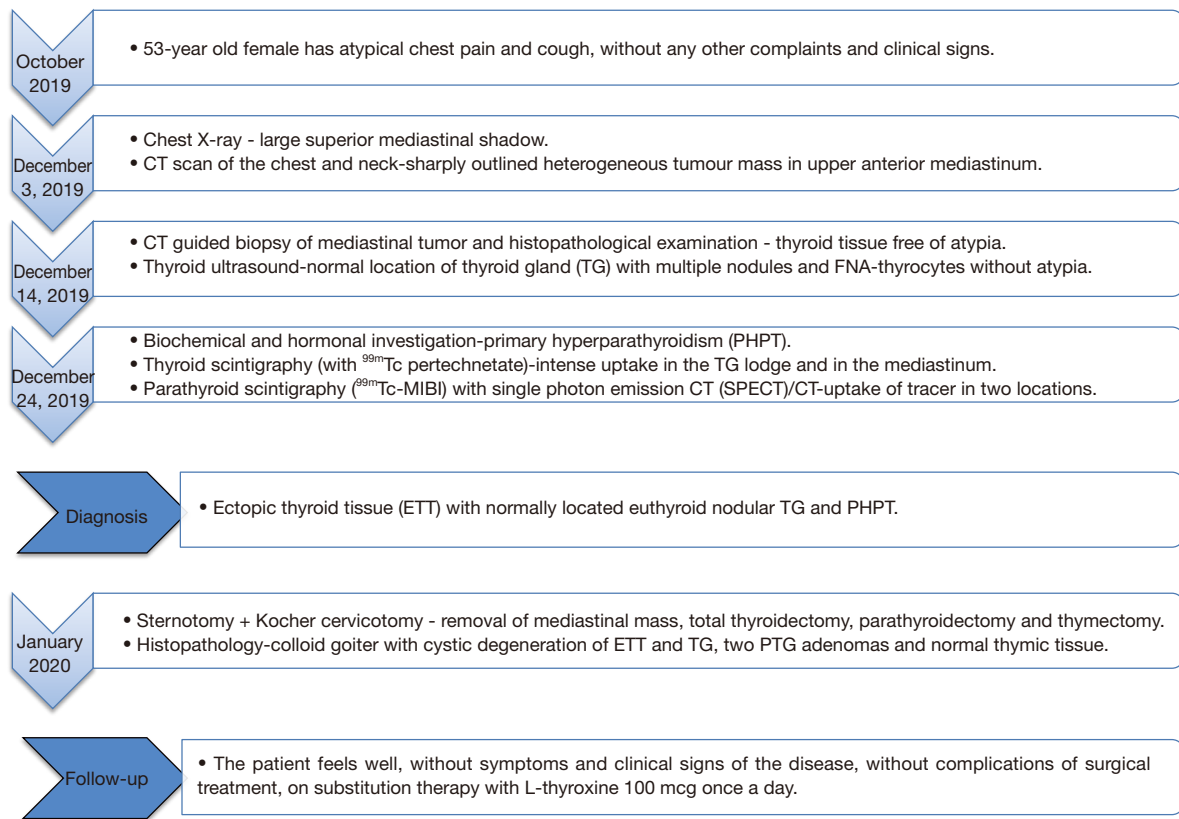 October
2019
• 53-year old female has atypical chest pain and cough, without any other complaints and clinical signs.
December
3, 2019
• Chest X-ray - large superior mediastinal shadow.
• CT scan of the chest and neck-sharply outlined heterogeneous tumour mass in upper anterior mediastinum.
December
14, 2019
• CT guided biopsy of mediastinal tumor and histopathological examination - thyroid tissue free of atypia.
• Thyroid ultrasound-normal location of thyroid gland (TG) with multiple nodules and FNA-thyrocytes without atypia.
December
24, 2019
• Biochemical and hormonal investigation-primary hyperparathyroidism (PHPT).
• Thyroid scintigraphy (with ⁹⁹ᵐTc pertechnetate)-intense uptake in the TG lodge and in the mediastinum.
• Parathyroid scintigraphy (⁹⁹ᵐTc-MIBI) with single photon emission CT (SPECT)/CT-uptake of tracer in two locations.
Diagnosis
• Ectopic thyroid tissue (ETT) with normally located euthyroid nodular TG and PHPT.
January
2020
• Sternotomy + Kocher cervicotomy - removal of mediastinal mass, total thyroidectomy, parathyroidectomy and thymectomy.
• Histopathology-colloid goiter with cystic degeneration of ETT and TG, two PTG adenomas and normal thymic tissue.
Follow-up
• The patient feels well, without symptoms and clinical signs of the disease, without complications of surgical
treatment, on substitution therapy with L-thyroxine 100 mcg once a day.